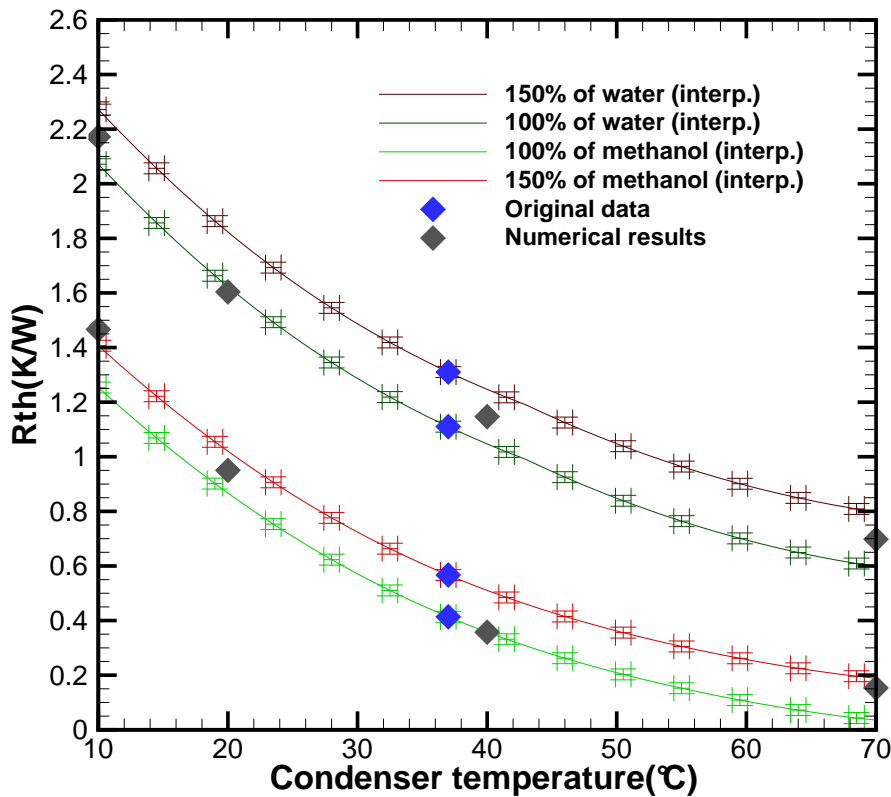 2.6
2.4
2.2
2
1.8
1.6
1.4
1.2
1
0.8
0.6
0.4
0.2
0
Rth(K/W)
150% of water (interp.)
100% of water (interp.)
100% of methanol (interp.)
150% of methanol (interp.)
Original data
Numerical results
10 20 30 40 50 60 70
Condenser temperature(°C)